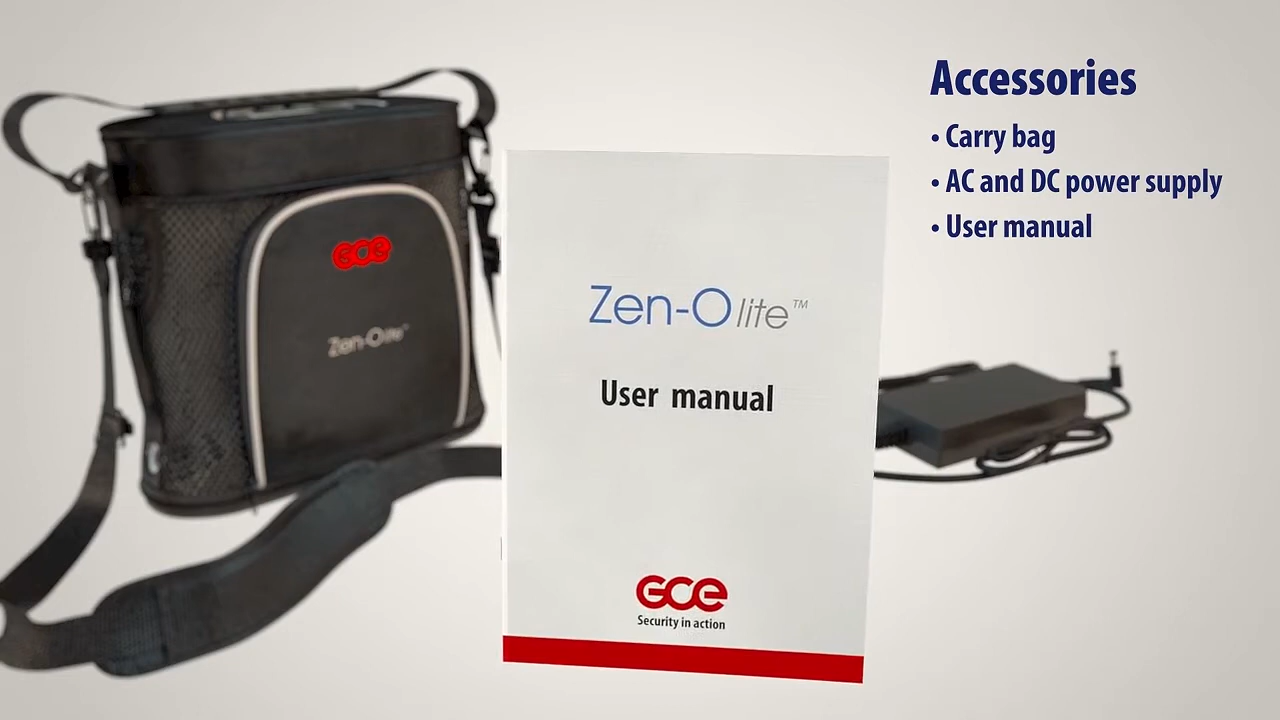 Accessories
• Carry bag
• AC and DC power supply
• User manual
GCE
Zen-O lite™
Zen-O lite™
User manual
GCE
Security in action